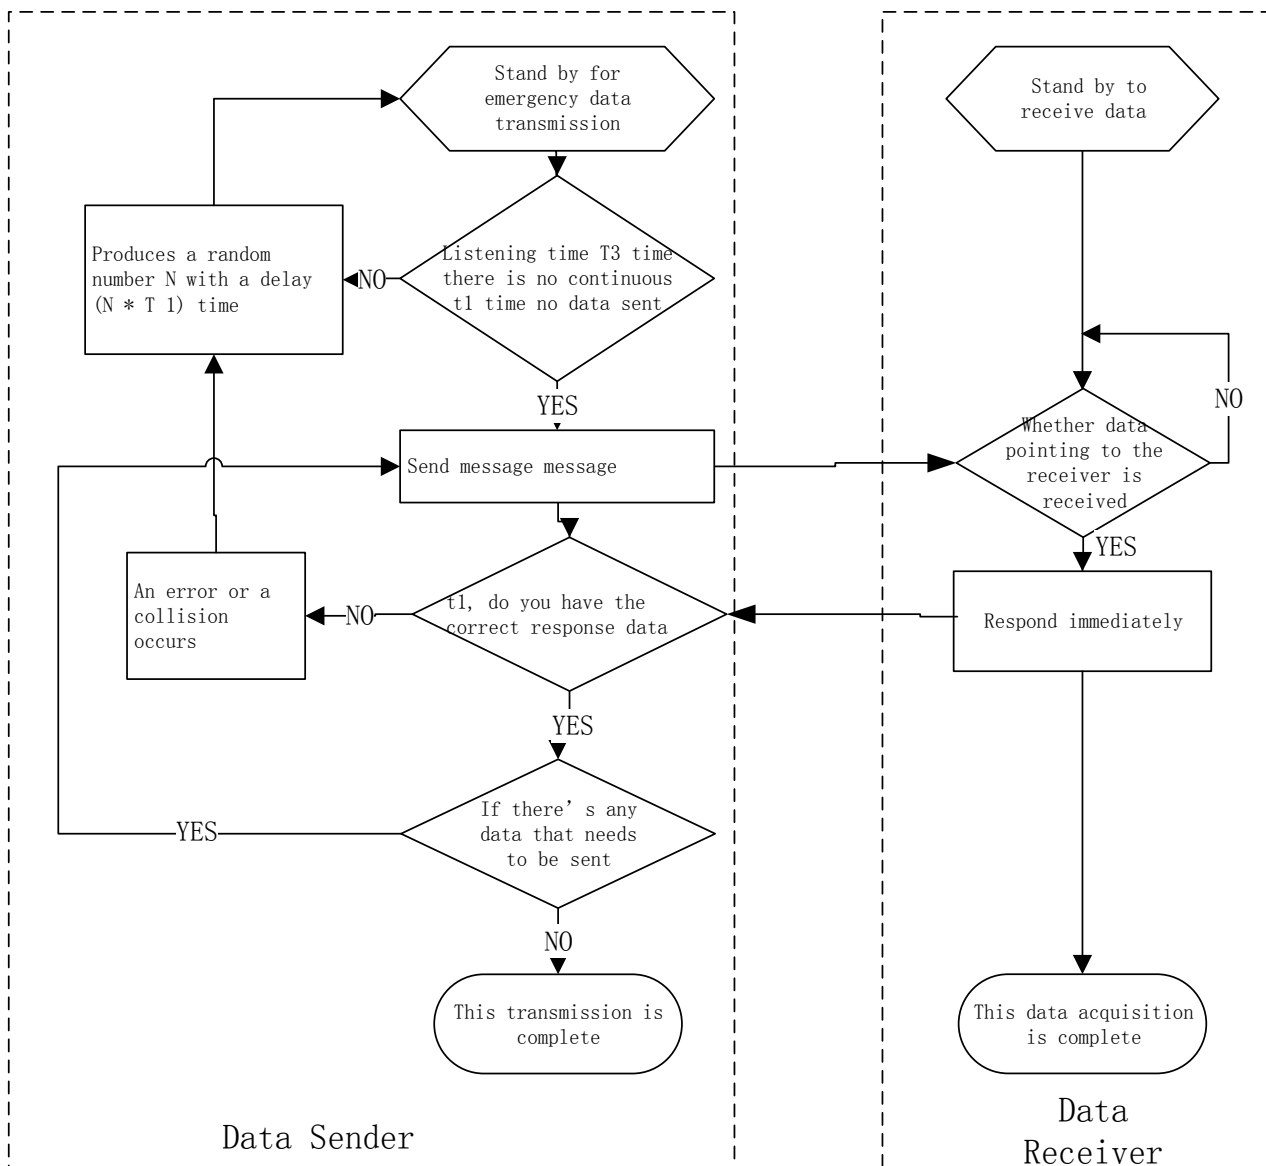 Stand by for
emergency data
transmission
Listening time T3 time
there is no continuous
t1 time no data sent
NO
Produces a random
number N with a delay
(N * T 1) time
YES
Send message message
t1, do you have the
correct response data
NO
An error or a
collision
occurs
YES
If there's any
data that needs
to be sent
YES
NO
This transmission is
complete
Data Sender
Stand by to
receive data
Whether data
pointing to the
receiver is
received
NO
YES
Respond immediately
This data acquisition
is complete
Data
Receiver